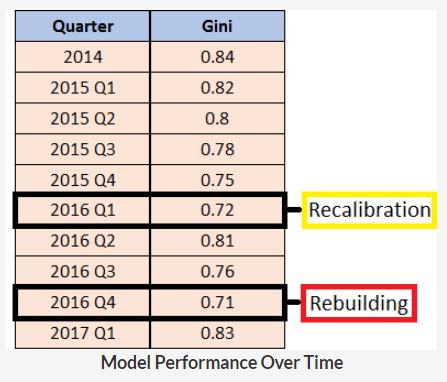 Quarter Gini
2014 0.84
2015 Q1 0.82
2015 Q2 0.8
2015 Q3 0.78
2015 Q4 0.75
2016 Q1 0.72 Recalibration
2016 Q2 0.81
2016 Q3 0.76
2016 Q4 0.71 Rebuilding
2017 Q1 0.83
Model Performance Over Time